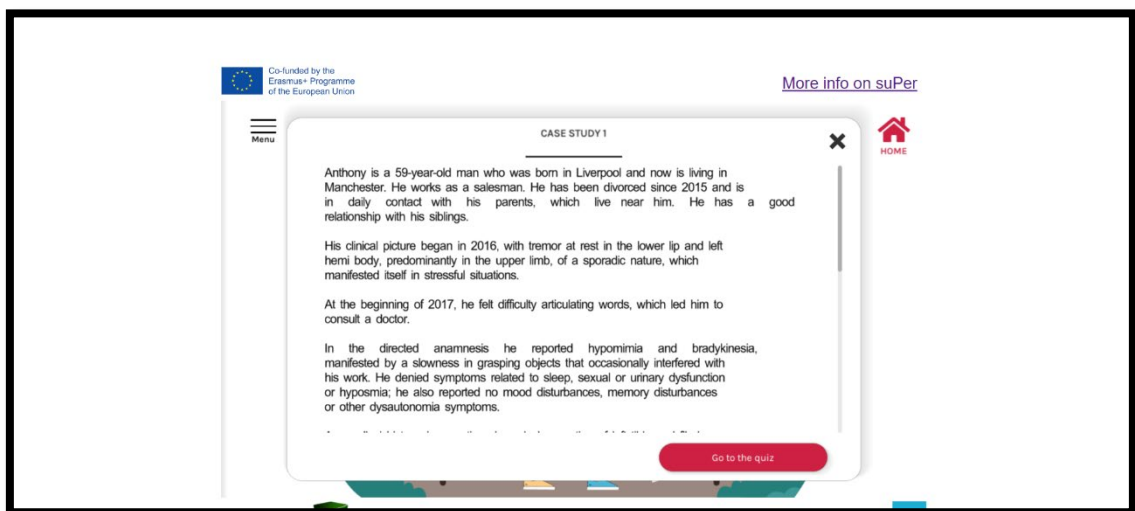 Co-funded by the
Erasmus+ Programme
of the European Union
More info on suPer
Menu
CASE STUDY 1
HOME
Anthony is a 59-year-old man who was born in Liverpool and now is living in
Manchester. He works as a salesman. He has been divorced since 2015 and is
in daily contact with his parents, which live near him. He has a good
relationship with his siblings.
His clinical picture began in 2016, with tremor at rest in the lower lip and left
hemi body, predominantly in the upper limb, of a sporadic nature, which
manifested itself in stressful situations.
At the beginning of 2017, he felt difficulty articulating words, which led him to
consult a doctor.
In the directed anamnesis he reported hypomimia and bradykinesia,
manifested by a slowness in grasping objects that occasionally interfered with
his work. He denied symptoms related to sleep, sexual or urinary dysfunction
or hyposmia; he also reported no mood disturbances, memory disturbances
or other dysautonomia symptoms.
Go to the quiz